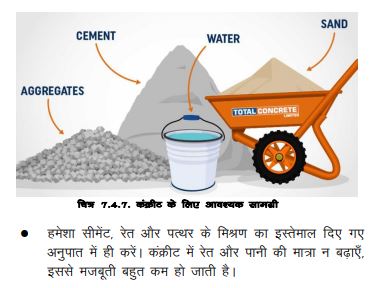 CEMENT
WATER
SAND
AGGREGATES
TOTAL CONCRETE
LIMITED
चित्र 7.4.7. कंक्रीट के लिए आवश्यक सामग्री
● हमेशा सीमेंट, रेत और पत्थर के मिश्रण का इस्तेमाल दिए गए
अनुपात में ही करें। कंक्रीट में रेत और पानी की मात्रा न बढ़ाएँ,
इससे मजबूती बहुत कम हो जाती है।